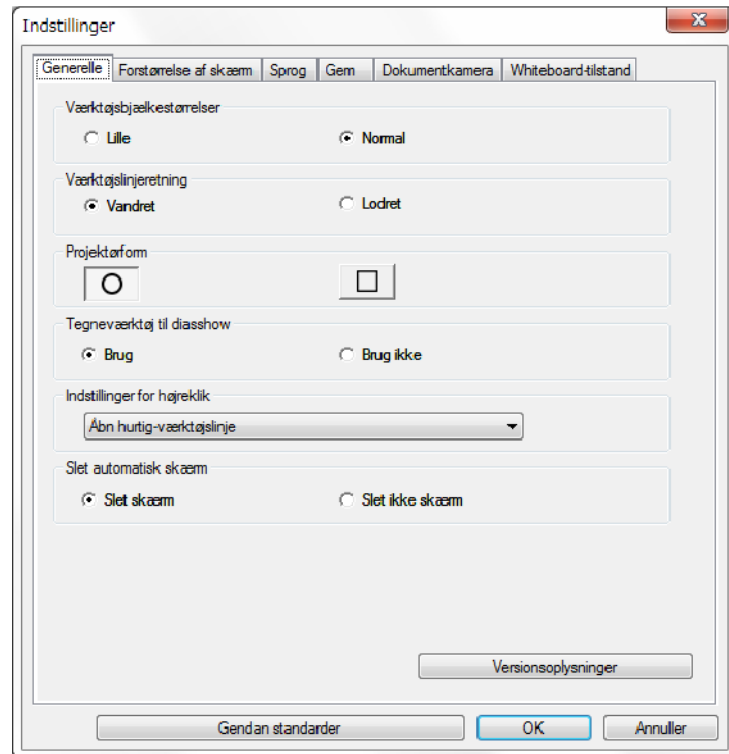 Indstillinger
Generelle Forstørrelse af skærm Sprog Gem Dokumentkamera Whiteboard-tilstand
Værktøjsbjælkestørrelser
Lille Normal
Værktøjslinjeretning
Vandret Lodret
Projektørform
Tegneværktøj til diasshow
Brug Brug ikke
Indstillinger for højreklik
Åbn hurtig-værktøjslinje
Slet automatisk skærm
Slet skærm Slet ikke skærm
Versionsoplysninger
Gendan standarder OK Annuller